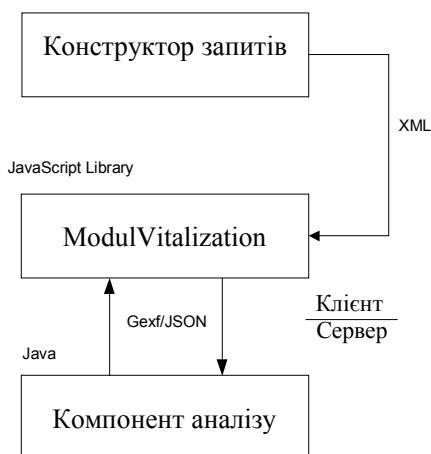 Конструктор запитів
XML
JavaScript Library
ModulVitalization
Gexf/JSON
Клієнт
Сервер
Java
Компонент аналізу